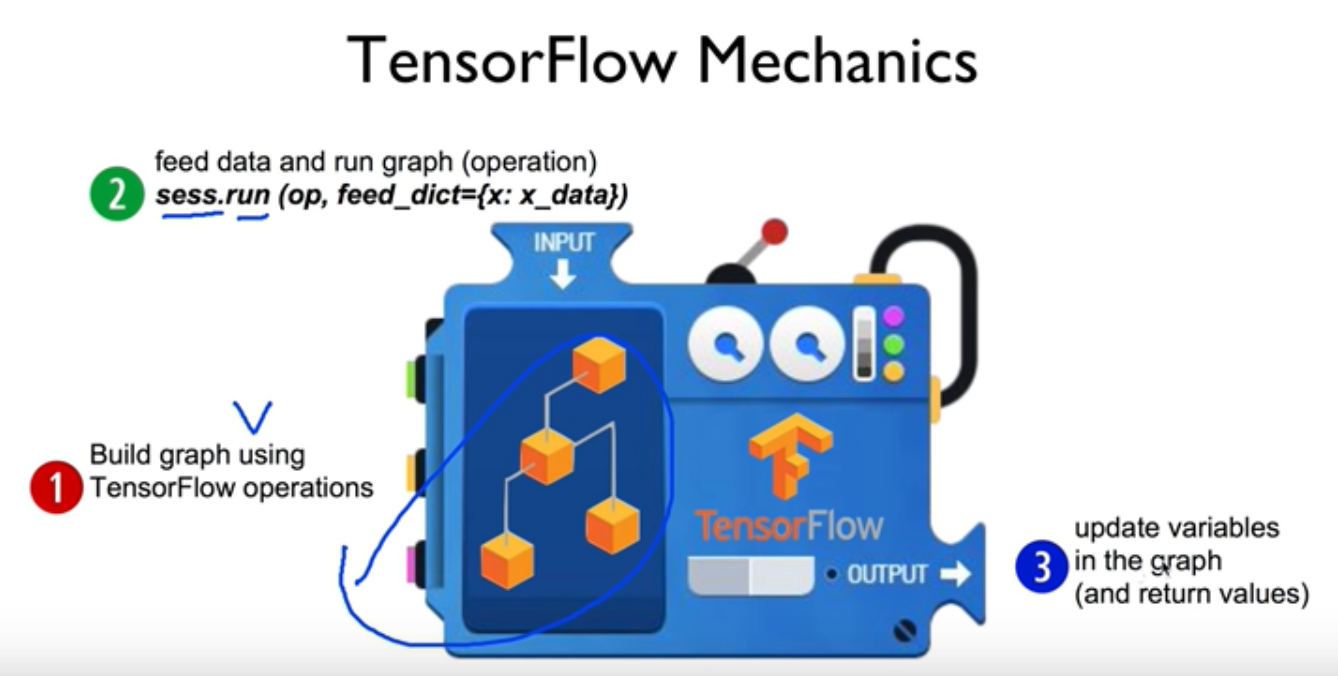 TensorFlow Mechanics
2
feed data and run graph (operation)
sess.run (op, feed_dict={x: x_data})
INPUT
1
Build graph using
TensorFlow operations
TensorFlow
OUTPUT
3
update variables
in the graph
(and return values)